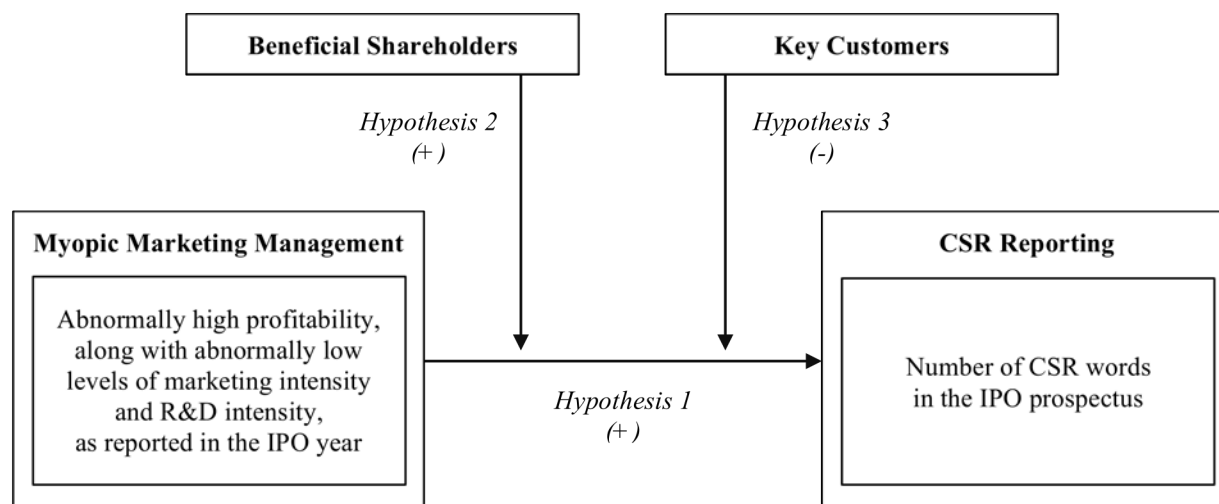 Beneficial Shareholders
Key Customers
Hypothesis 2
(+)
Hypothesis 3
(-)
Myopic Marketing Management
Abnormally high profitability,
along with abnormally low
levels of marketing intensity
and R&D intensity,
as reported in the IPO year
Hypothesis 1
(+)
CSR Reporting
Number of CSR words
in the IPO prospectus